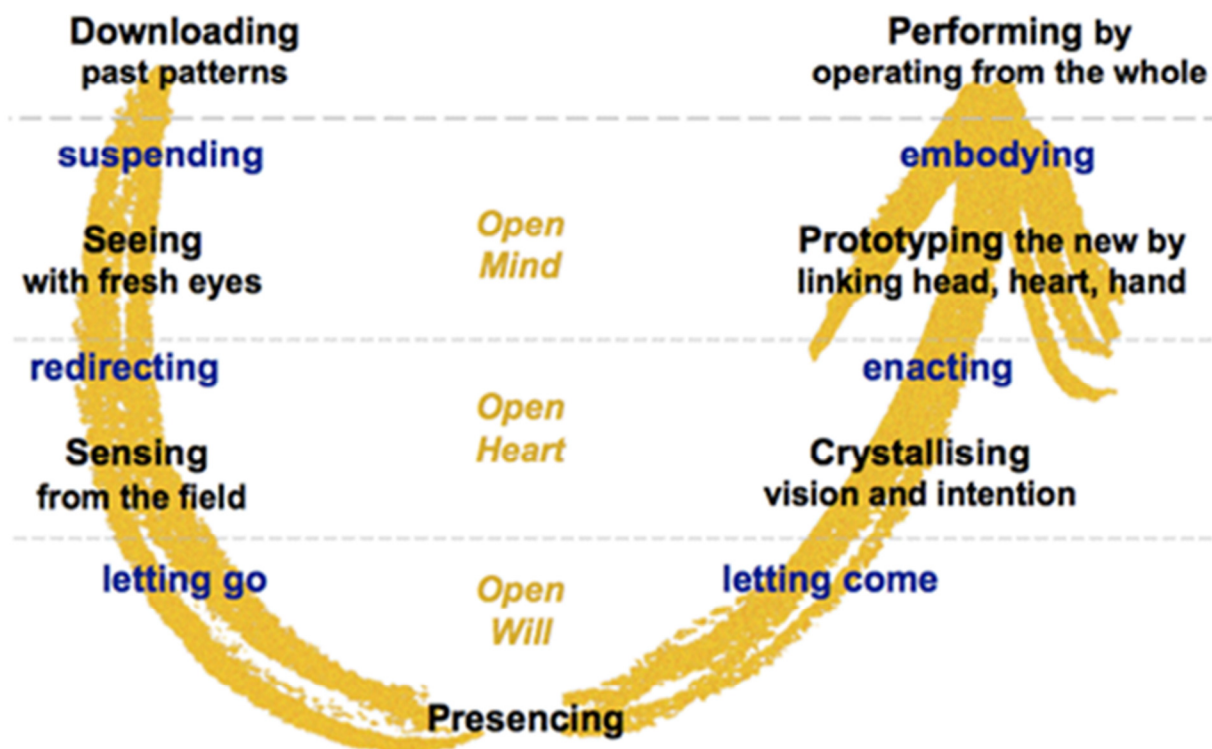 Downloading
past patterns
Performing by
operating from the whole
suspending
embodying
Open
Mind
Seeing
with fresh eyes
Prototyping the new by
linking head, heart, hand
redirecting
enacting
Open
Heart
Sensing
from the field
Crystallising
vision and intention
letting go
letting come
Open
Will
Presencing